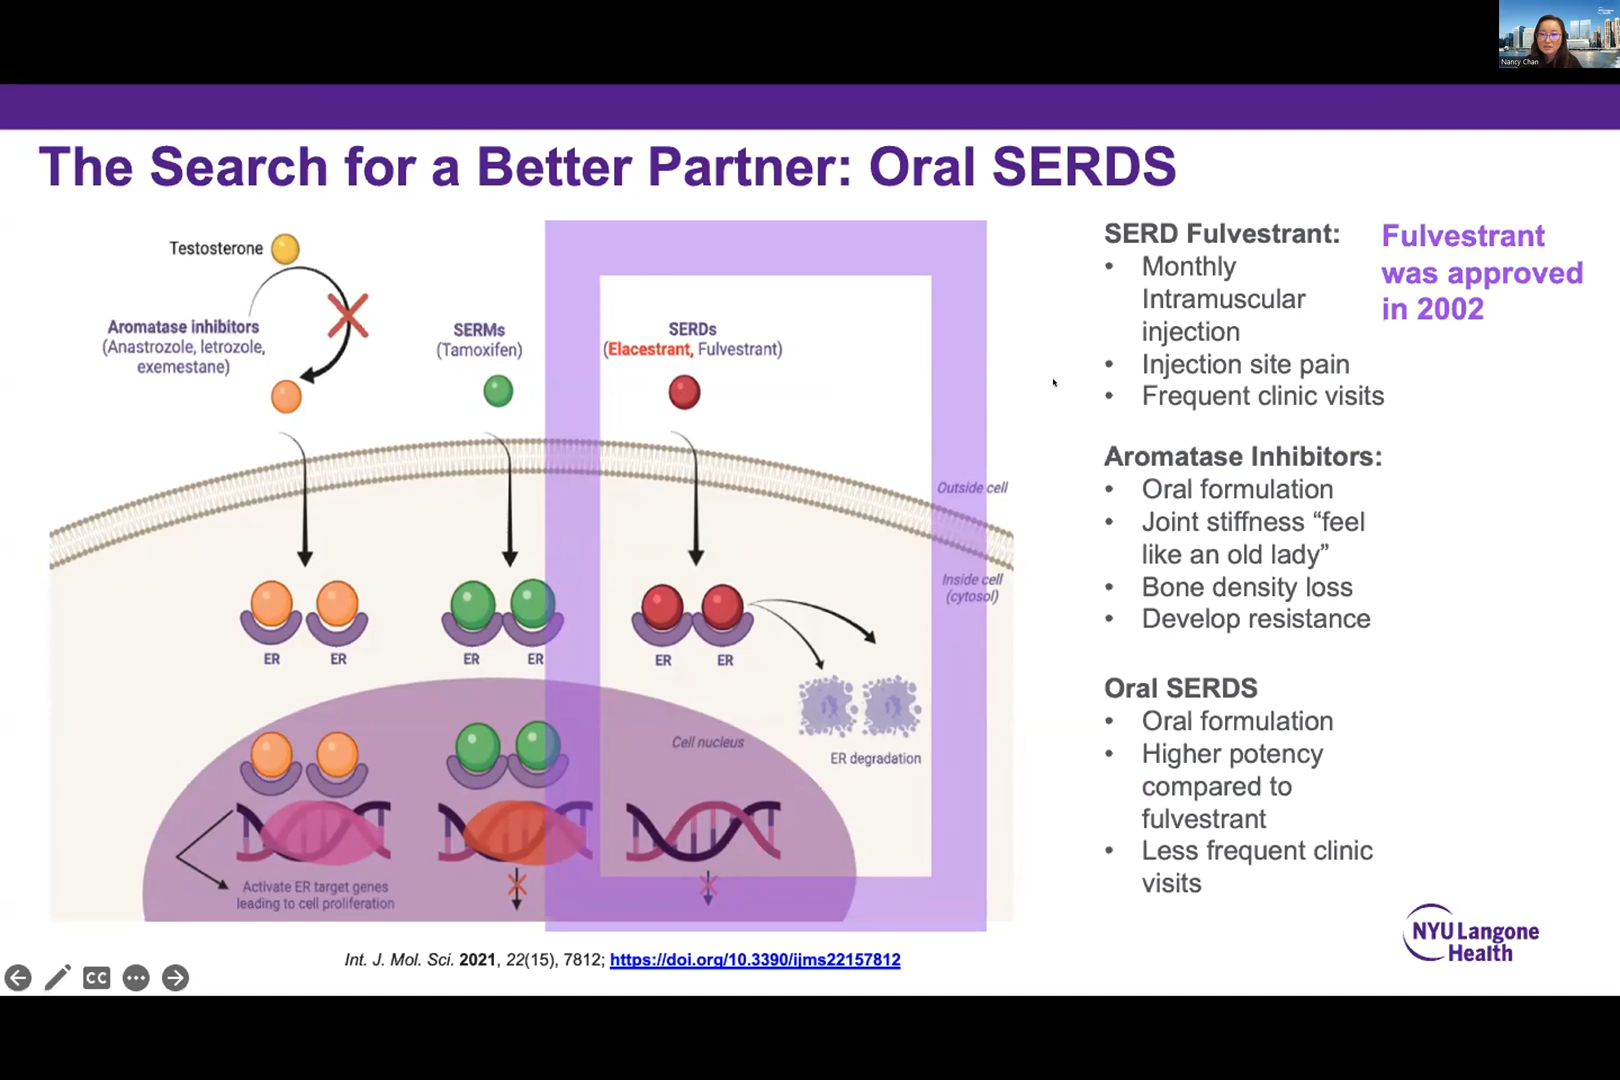 Nancy Chan
The Search for a Better Partner: Oral SERDS
Testosterone
Aromatase inhibitors
(Anastrozole, letrozole,
exemestane)
SERMs
(Tamoxifen)
SERDs
(Elacestrant, Fulvestrant)
Outside cell
Inside cell
(cytosol)
ER
ER
ER
ER
ER
ER
Cell nucleus
ER degradation
Activate ER target genes
leading to cell proliferation
Int. J. Mol. Sci. 2021, 22(15), 7812; https://doi.org/10.3390/ijms22157812
SERD Fulvestrant:
• Monthly
Intramuscular
injection
• Injection site pain
• Frequent clinic visits
Fulvestrant
was approved
in 2002
Aromatase Inhibitors:
• Oral formulation
• Joint stiffness “feel
like an old lady”
• Bone density loss
• Develop resistance
Oral SERDS
• Oral formulation
• Higher potency
compared to
fulvestrant
• Less frequent clinic
visits
NYU Langone
Health
CC